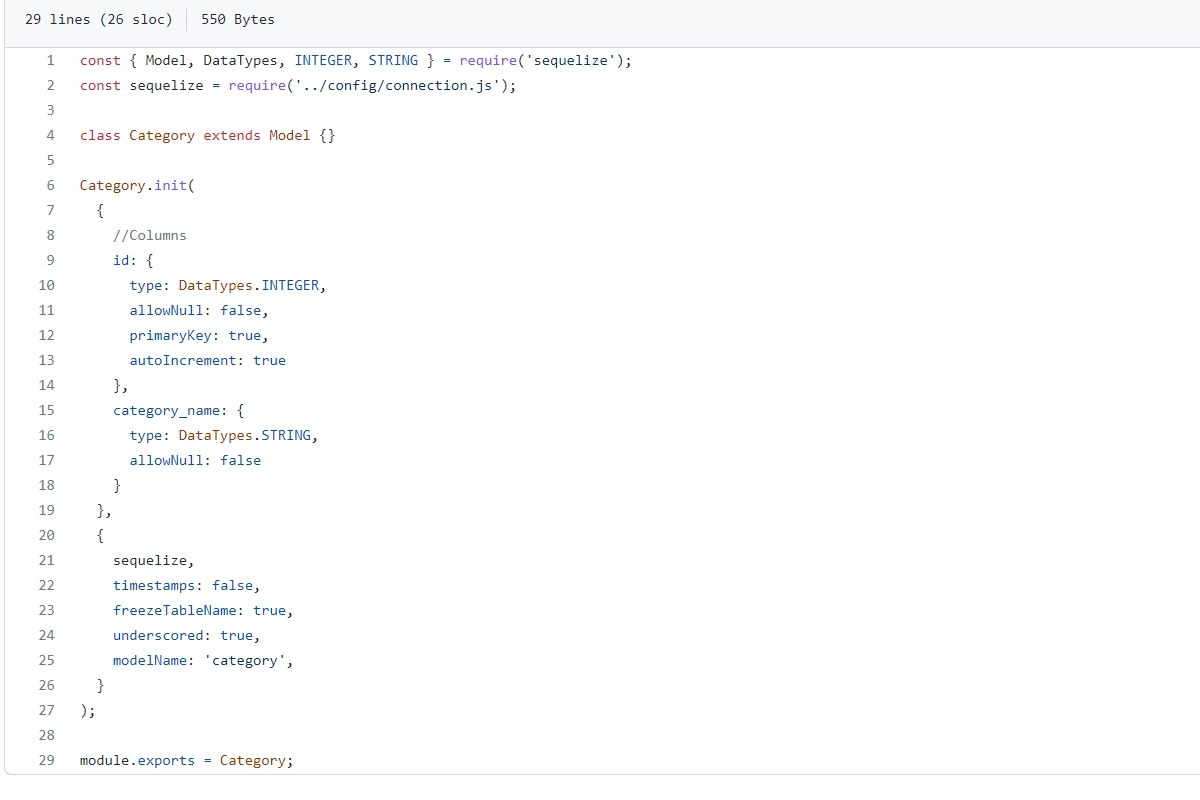 29 lines (26 sloc) 550 Bytes
1 const { Model, DataTypes, INTEGER, STRING } = require('sequelize');
2 const sequelize = require('../config/connection.js');
3
4 class Category extends Model {}
5
6 Category.init(
7   {
8     //Columns
9     id: {
10       type: DataTypes.INTEGER,
11       allowNull: false,
12       primaryKey: true,
13       autoIncrement: true
14     },
15     category_name: {
16       type: DataTypes.STRING,
17       allowNull: false
18     }
19   },
20   {
21     sequelize,
22     timestamps: false,
23     freezeTableName: true,
24     underscored: true,
25     modelName: 'category',
26   }
27 );
28
29 module.exports = Category;